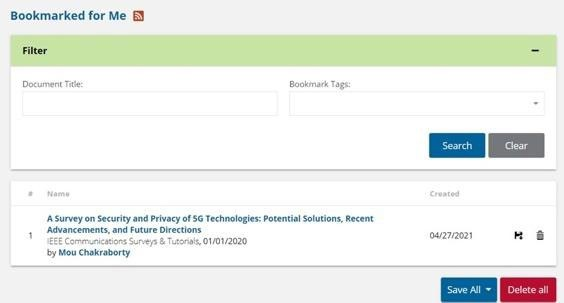 Bookmarked for Me
Filter
Document Title:
Bookmark Tags:
Search
Clear
# Name Created
1 A Survey on Security and Privacy of 5G Technologies: Potential Solutions, Recent
Advancements, and Future Directions
IEEE Communications Surveys & Tutorials, 01/01/2020
by Mou Chakraborty
04/27/2021
Save All
Delete all